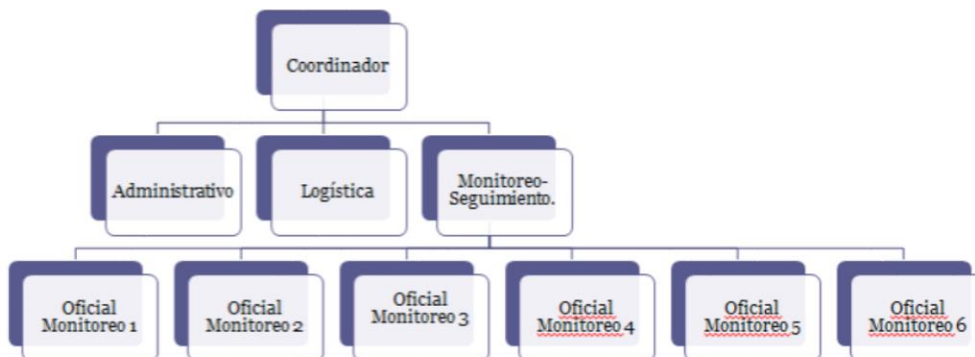 Coordinador
Administrativo
Logística
Monitoreo-
Seguimiento.
Oficial
Monitoreo 1
Oficial
Monitoreo 2
Oficial
Monitoreo 3
Oficial
Monitoreo 4
Oficial
Monitoreo 5
Oficial
Monitoreo 6